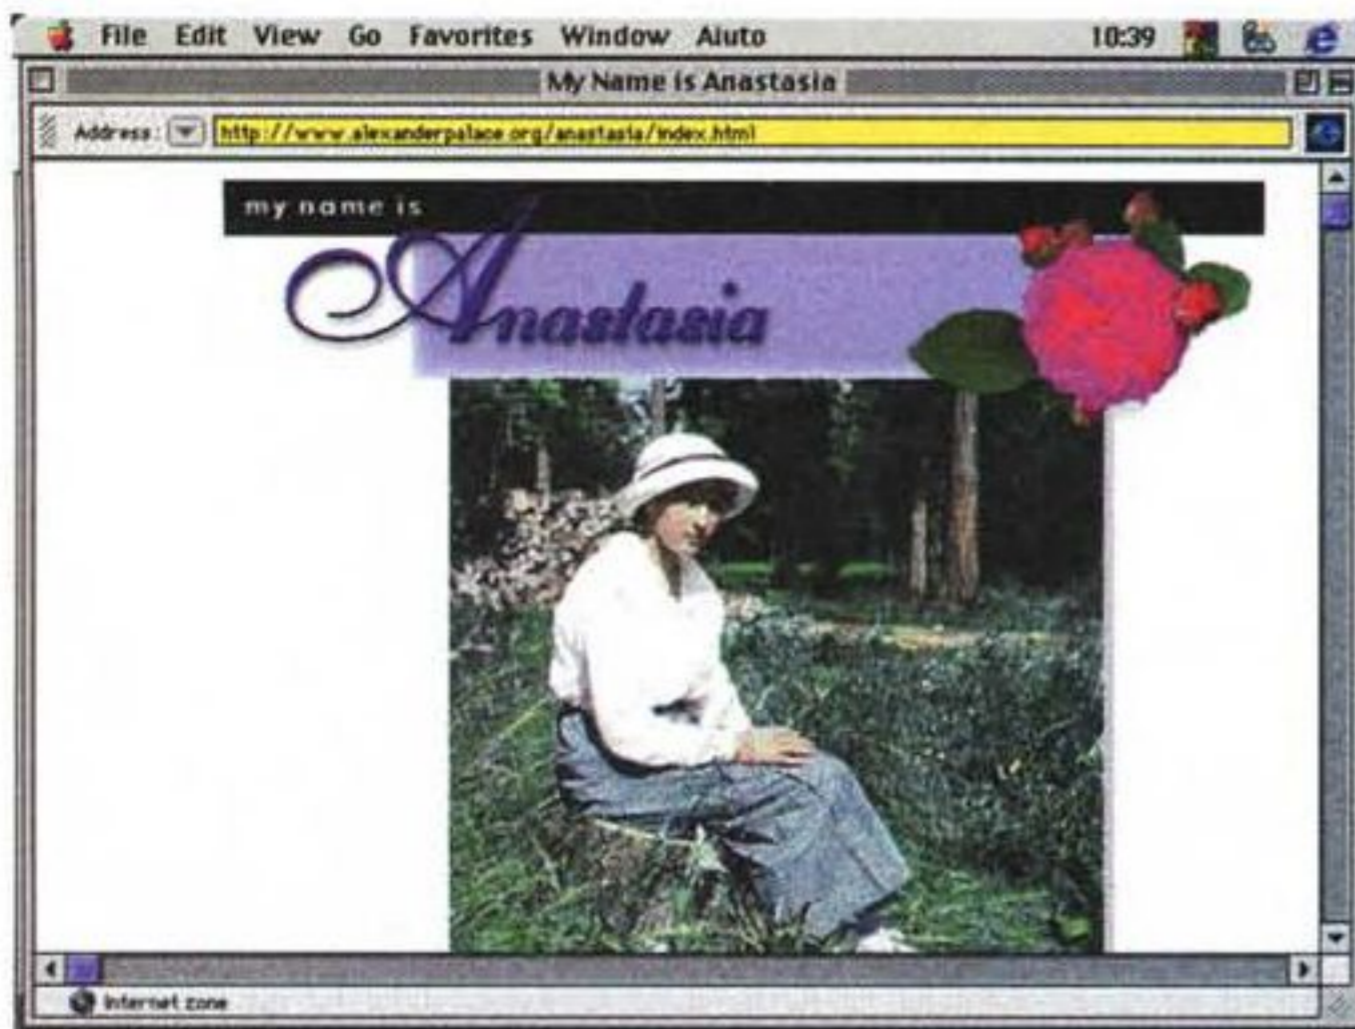 File Edit View Go Favorites Window Aiuto 10:39
My Name is Anastasia
Address: http://www.alexanderpalace.org/anastasia/index.html
my name is
Anastasia
Internet zone